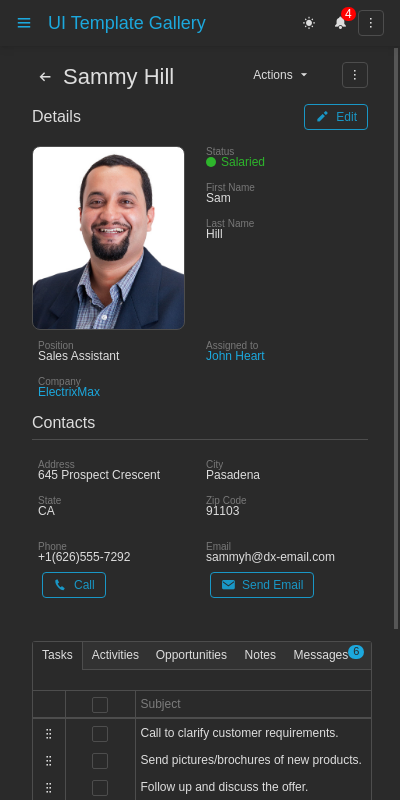 UI Template Gallery
4
Sammy Hill
Actions
Details
Edit
Status
Salaried
First Name
Sam
Last Name
Hill
Position
Sales Assistant
Assigned to
John Heart
Company
ElectrixMax
Contacts
Address
645 Prospect Crescent
City
Pasadena
State
CA
Zip Code
91103
Phone
+1(626)555-7292
Email
sammyh@dx-email.com
Call
Send Email
Tasks Activities Opportunities Notes Messages 6
Subject
Call to clarify customer requirements.
Send pictures/brochures of new products.
Follow up and discuss the offer.